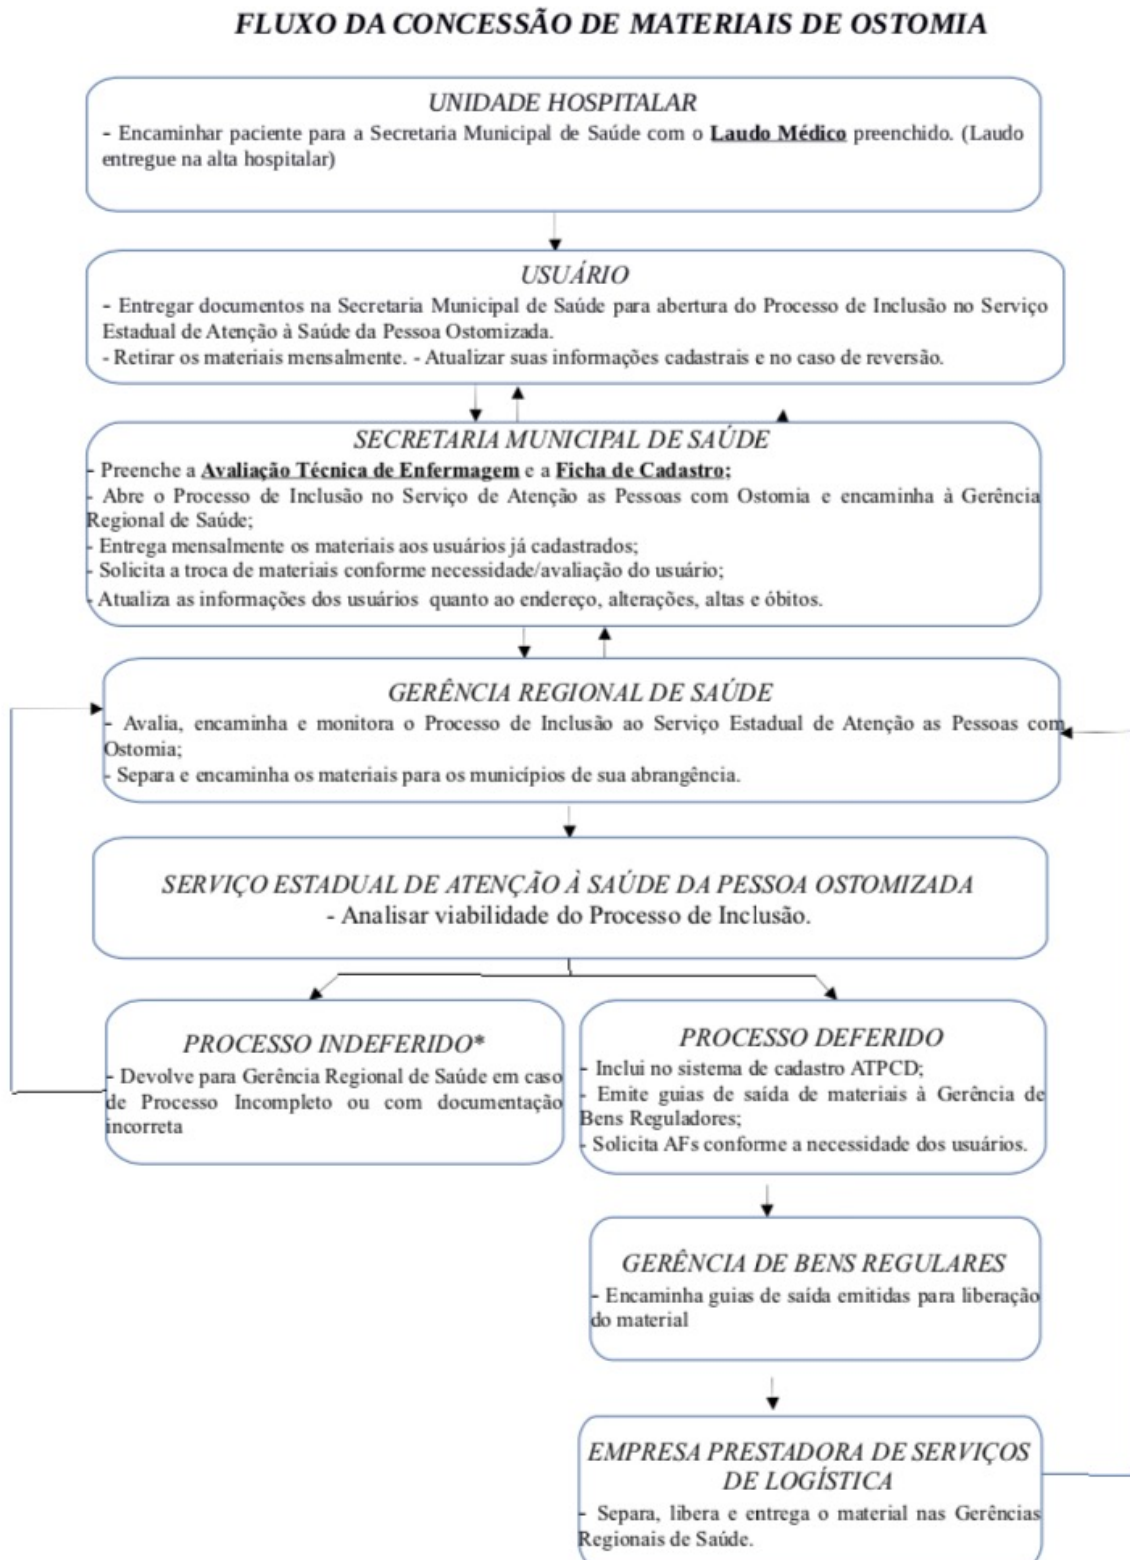 FLUXO DA CONCESSÃO DE MATERIAIS DE OSTOMIA
UNIDADE HOSPITALAR
- Encaminhar paciente para a Secretaria Municipal de Saúde com o Laudo Médico preenchido. (Laudo
entregue na alta hospitalar)
USUÁRIO
- Entregar documentos na Secretaria Municipal de Saúde para abertura do Processo de Inclusão no Serviço
Estadual de Atenção à Saúde da Pessoa Ostomizada.
- Retirar os materiais mensalmente. - Atualizar suas informações cadastrais e no caso de reversão.
SECRETARIA MUNICIPAL DE SAÚDE
- Preenche a Avaliação Técnica de Enfermagem e a Ficha de Cadastro;
- Abre o Processo de Inclusão no Serviço de Atenção as Pessoas com Ostomia e encaminha à Gerência
Regional de Saúde;
- Entrega mensalmente os materiais aos usuários já cadastrados;
- Solicita a troca de materiais conforme necessidade/avaliação do usuário;
- Atualiza as informações dos usuários quanto ao endereço, alterações, altas e óbitos.
GERÊNCIA REGIONAL DE SAÚDE
- Avalia, encaminha e monitora o Processo de Inclusão ao Serviço Estadual de Atenção as Pessoas com
Ostomia;
- Separa e encaminha os materiais para os municípios de sua abrangência.
SERVIÇO ESTADUAL DE ATENÇÃO À SAÚDE DA PESSOA OSTOMIZADA
- Analisar viabilidade do Processo de Inclusão.
PROCESSO INDEFERIDO*
- Devolve para Gerência Regional de Saúde em caso
de Processo Incompleto ou com documentação
incorreta
PROCESSO DEFERIDO
- Inclui no sistema de cadastro ATPCD;
- Emite guias de saída de materiais à Gerência de
Bens Reguladores;
- Solicita AFs conforme a necessidade dos usuários.
GERÊNCIA DE BENS REGULARES
- Encaminha guias de saída emitidas para liberação
do material
EMPRESA PRESTADORA DE SERVIÇOS
DE LOGÍSTICA
- Separa, libera e entrega o material nas Gerências
Regionais de Saúde.